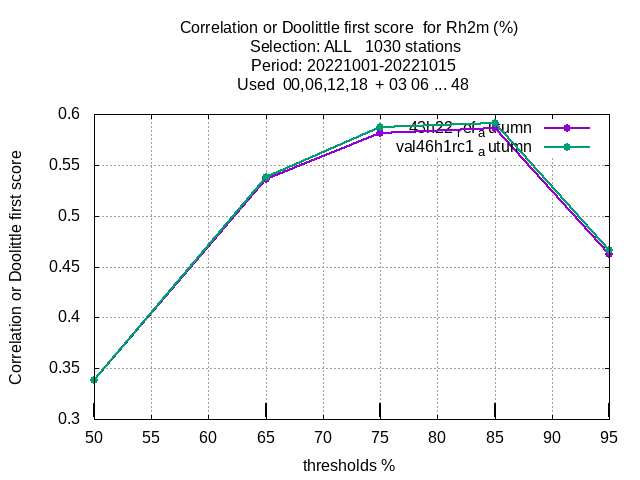 Correlation or Doolittle first score for Rh2m (%)
Selection: ALL 1030 stations
Period: 20221001-20221015
Used 00,06,12,18 + 03 06 ... 48
43h22_ref_autumn
val46h1rc1_autumn
Correlation or Doolittle first score
0.6
0.55
0.5
0.45
0.4
0.35
0.3
50 55 60 65 70 75 80 85 90 95
thresholds %